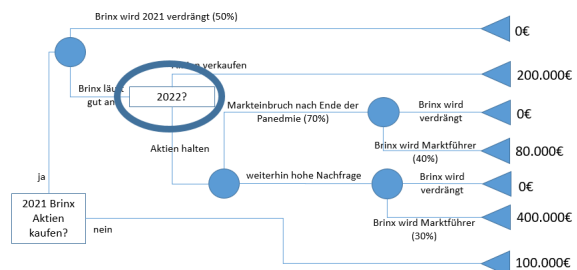 Brinx wird 2021 verdrängt (50%)
0€
verkaufen
200.000€
Brinx läuft
gut an
2022?
Markteinbruch nach Ende der
Panedmie (70%)
Brinx wird
verdrängt
0€
Aktien halten
Brinx wird Marktführer
(40%)
80.000€
ja
weiterhin hohe Nachfrage
Brinx wird
verdrängt
0€
2021 Brinx
Aktien
kaufen?
nein
Brinx wird Marktführer
(30%)
400.000€
100.000€